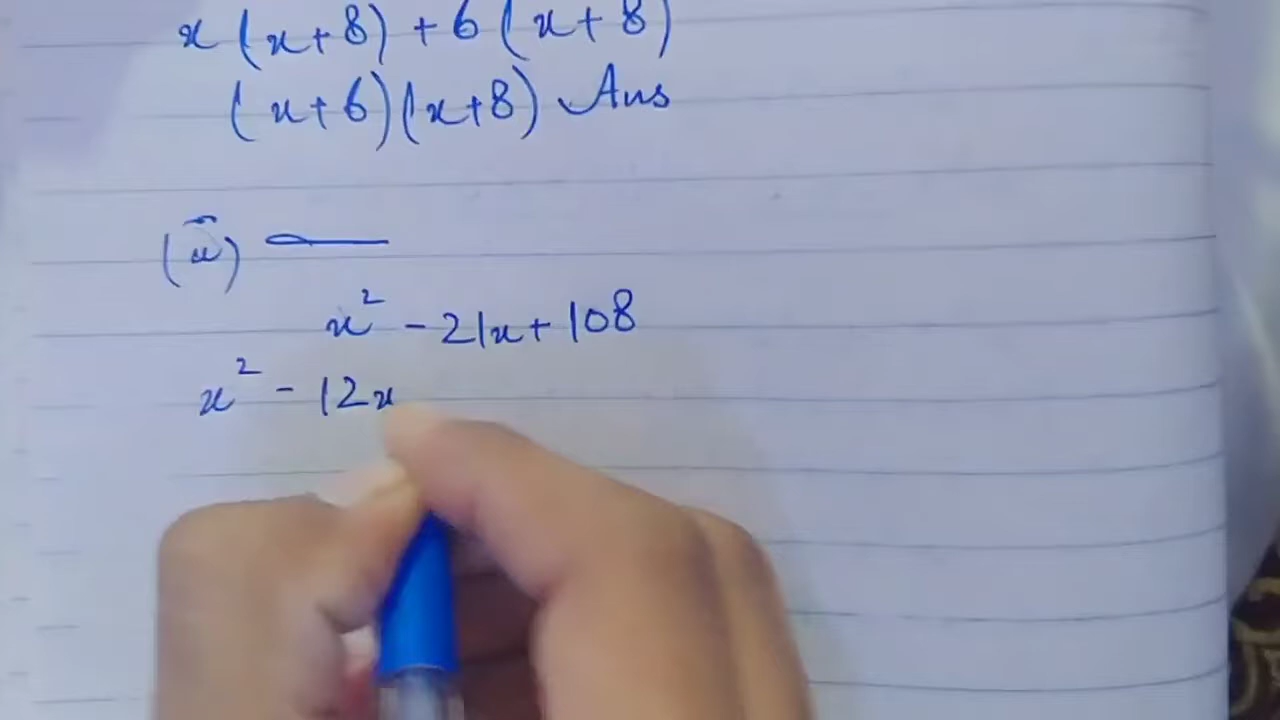 x (x+8) + 6 (x+8)
(x+6)(x+8) Ans
(ii)
x² - 21x + 108
x² - 12x